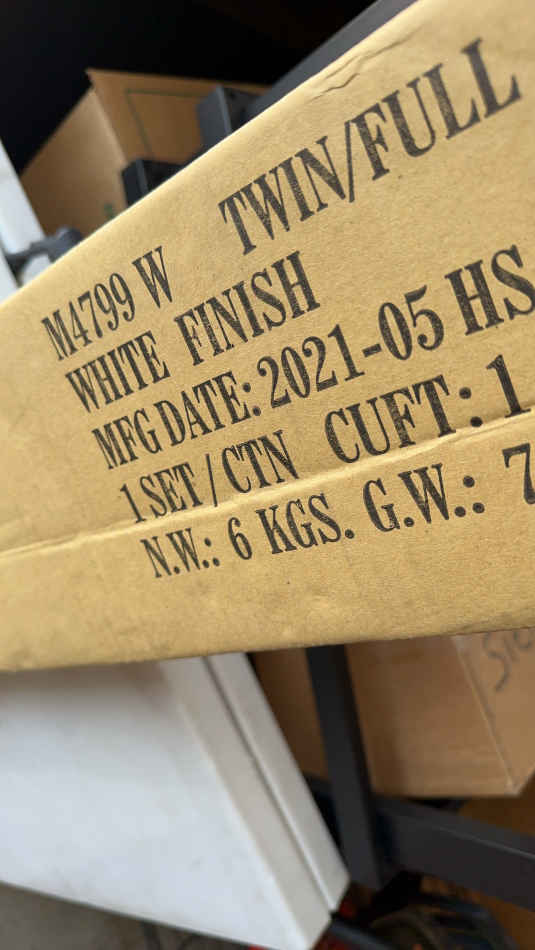 M4799 W TWIN/FULL
WHITE FINISH
MFG DATE: 2021-05 HS
1 SET / CTN CUFT: 1
N.W.: 6 KGS. G.W.: 7